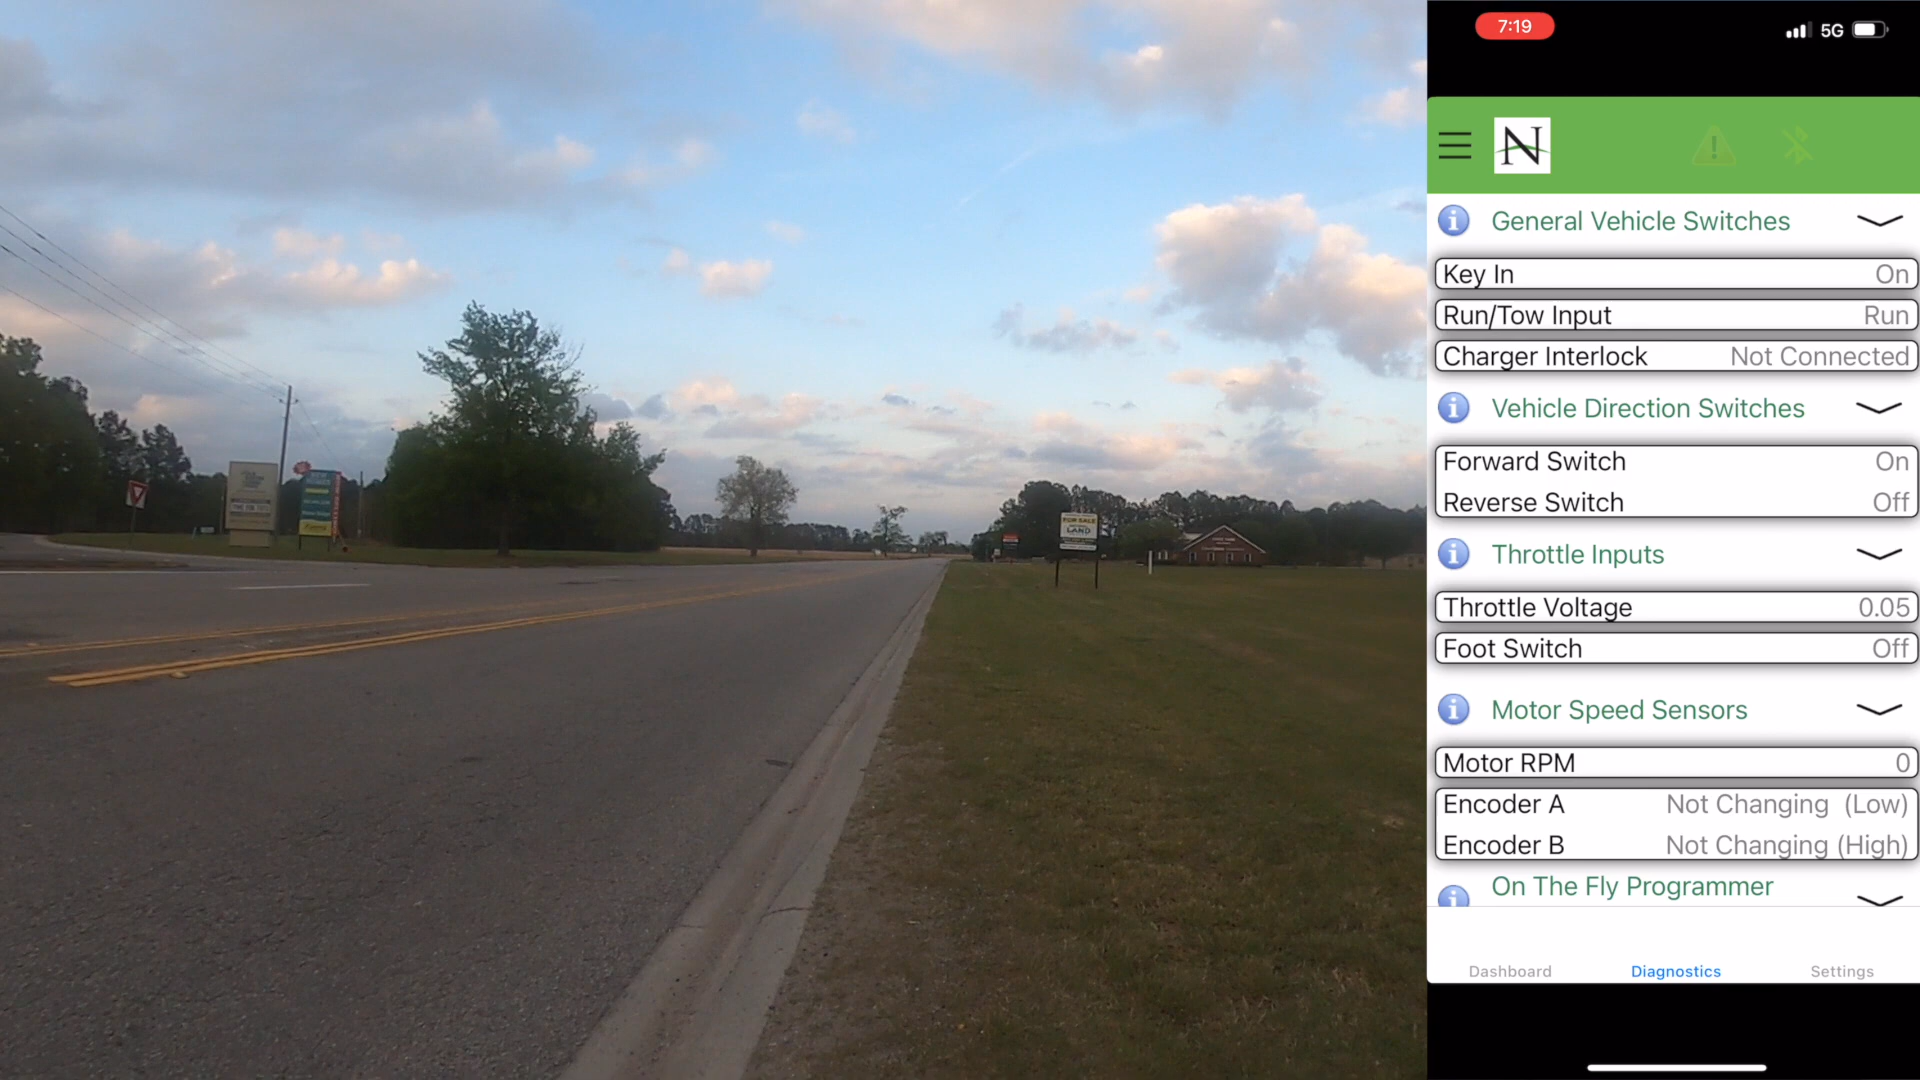 FOR SALE
LAND
7:19
5G
N
General Vehicle Switches
Key In On
Run/Tow Input Run
Charger Interlock Not Connected
Vehicle Direction Switches
Forward Switch On
Reverse Switch Off
Throttle Inputs
Throttle Voltage 0.05
Foot Switch Off
Motor Speed Sensors
Motor RPM 0
Encoder A Not Changing (Low)
Encoder B Not Changing (High)
On The Fly Programmer
Dashboard Diagnostics Settings